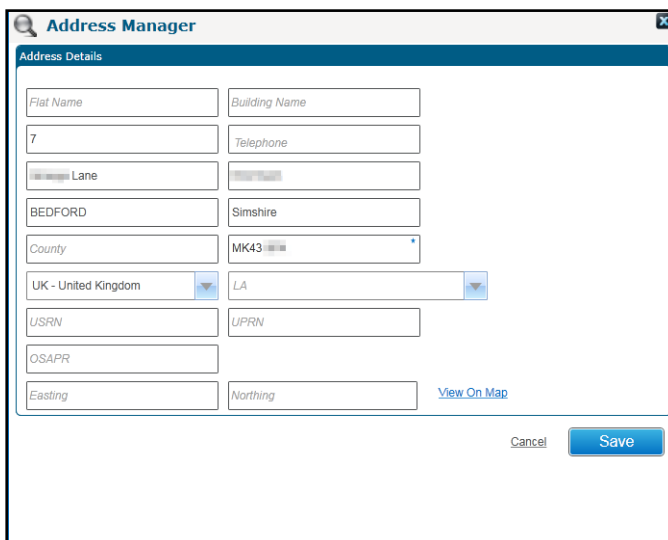 Address Manager
Address Details
Flat Name Building Name
7 Telephone
Lane
BEDFORD Simshire
County MK43 *
UK - United Kingdom LA
USRN UPRN
OSAPR
Easting Northing View On Map
Cancel Save